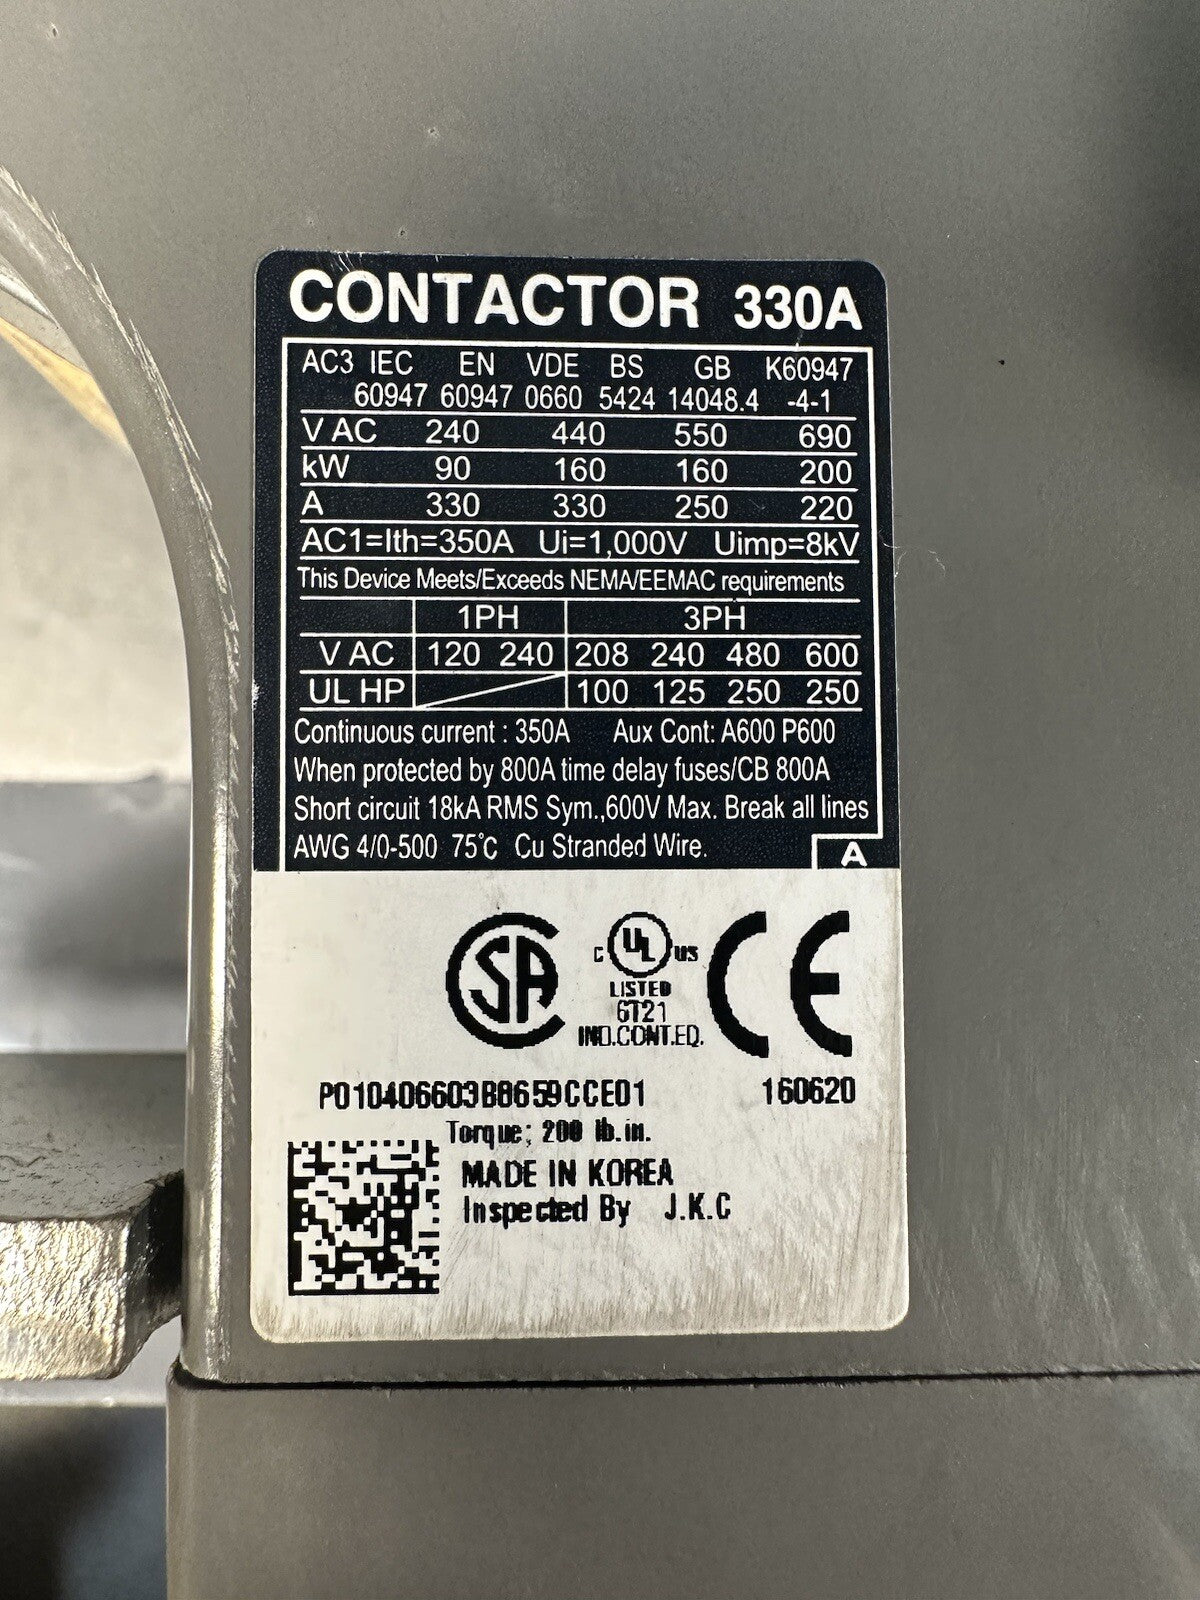 CONTACTOR 330A
AC3 IEC EN VDE BS GB K60947
60947 60947 0660 5424 14048.4 -4-1
V AC 240 440 550 690
kW 90 160 160 200
A 330 330 250 220
AC1=Ith=350A Ui=1,000V Uimp=8kV
This Device Meets/Exceeds NEMA/EEMAC requirements
1PH 3PH
V AC 120 240 208 240 480 600
UL HP 100 125 250 250
Continuous current : 350A Aux Cont: A600 P600
When protected by 800A time delay fuses/CB 800A
Short circuit 18kA RMS Sym.,600V Max. Break all lines
AWG 4/0-500 75°C Cu Stranded Wire.
A
SA c UL us CE
LISTED
6T21
IND.CONT.EQ.
160620
Torque; lb.in.
MADE IN KOREA
Inspected By J.K.C